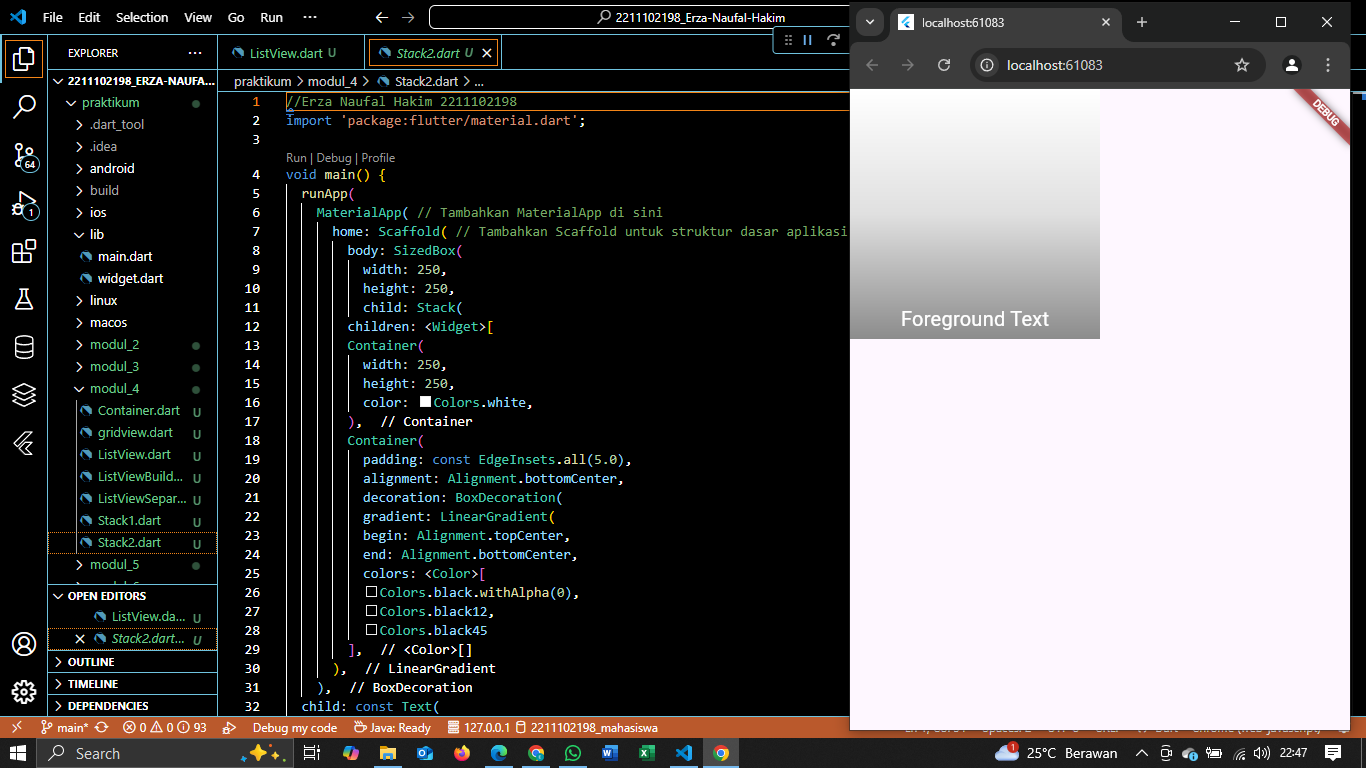 File Edit Selection View Go Run ··· 2211102198_Erza-Naufal-Hakim
EXPLORER ···
2211102198_ERZA-NAUFA...
praktikum
.dart_tool
.idea
android
build
ios
lib
main.dart
widget.dart
linux
macos
modul_2
modul_3
modul_4
Container.dart U
gridview.dart U
ListView.dart U
ListViewBuild... U
ListViewSepar... U
Stack1.dart U
Stack2.dart U
modul_5
OPEN EDITORS
ListView.da... U
Stack2.dart... U
OUTLINE
TIMELINE
DEPENDENCIES
64
1
ListView.dart U Stack2.dart U
praktikum > modul_4 > Stack2.dart > ...
1 //Erza Naufal Hakim 2211102198
2 import 'package:flutter/material.dart';
3
Run | Debug | Profile
4 void main() {
5 runApp(
6 MaterialApp( // Tambahkan MaterialApp di sini
7 home: Scaffold( // Tambahkan Scaffold untuk struktur dasar aplikasi
8 body: SizedBox(
9 width: 250,
10 height: 250,
11 child: Stack(
12 children: <Widget>[
13 Container(
14 width: 250,
15 height: 250,
16 color: Colors.white,
17 ), // Container
18 Container(
19 padding: const EdgeInsets.all(5.0),
20 alignment: Alignment.bottomCenter,
21 decoration: BoxDecoration(
22 gradient: LinearGradient(
23 begin: Alignment.topCenter,
24 end: Alignment.bottomCenter,
25 colors: <Color>[
26 Colors.black.withAlpha(0),
27 Colors.black12,
28 Colors.black45
29 ], // <Color>[]
30 ), // LinearGradient
31 ), // BoxDecoration
32 child: const Text(
localhost:61083
localhost:61083
DEBUG
Foreground Text
main* 0 0 93 Debug my code Java: Ready 127.0.0.1 2211102198_mahasiswa
Search 1 25°C Berawan 22:47